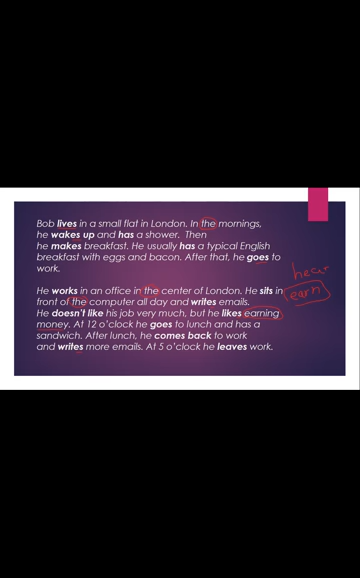 Bob lives in a small flat in London. In the mornings,
he wakes up and has a shower. Then
he makes breakfast. He usually has a typical English
breakfast with eggs and bacon. After that, he goes to
work.
He works in an office in the center of London. He sits in
front of the computer all day and writes emails.
He doesn't like his job very much, but he likes earning
money. At 12 o'clock he goes to lunch and has a
sandwich. After lunch, he comes back to work
and writes more emails. At 5 o'clock he leaves work.
earn